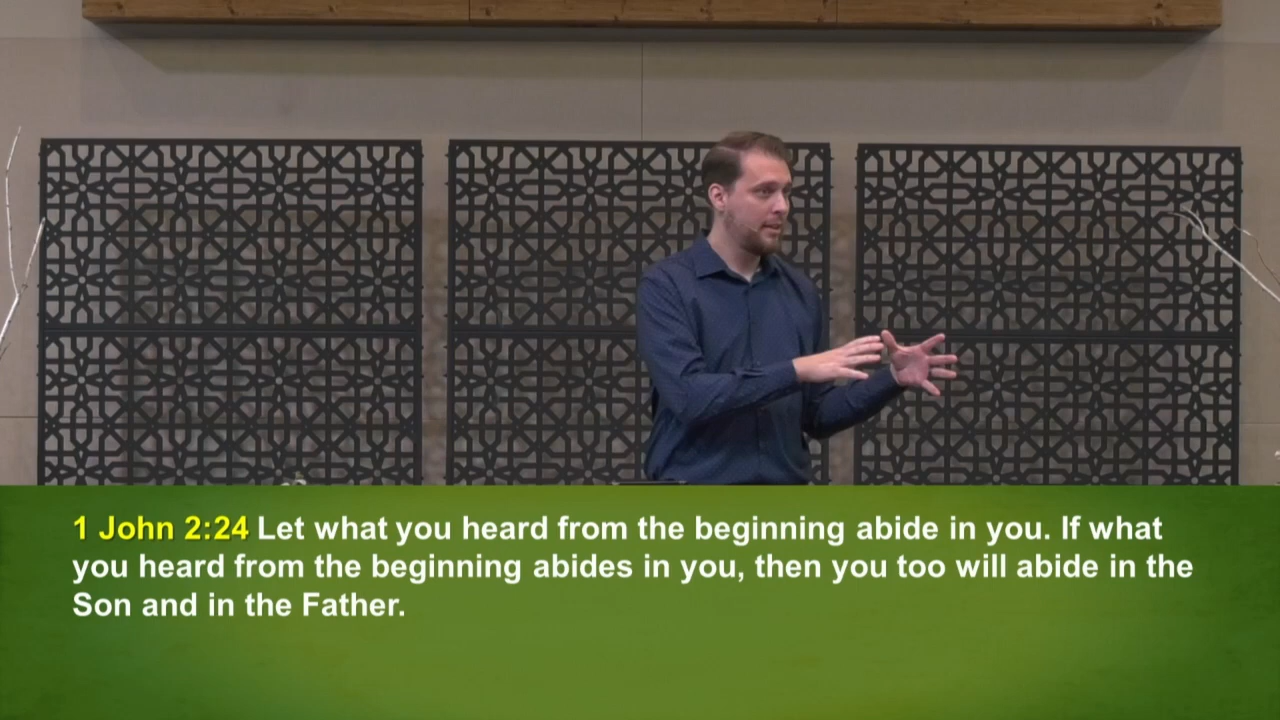 1 John 2:24 Let what you heard from the beginning abide in you. If what
you heard from the beginning abides in you, then you too will abide in the
Son and in the Father.